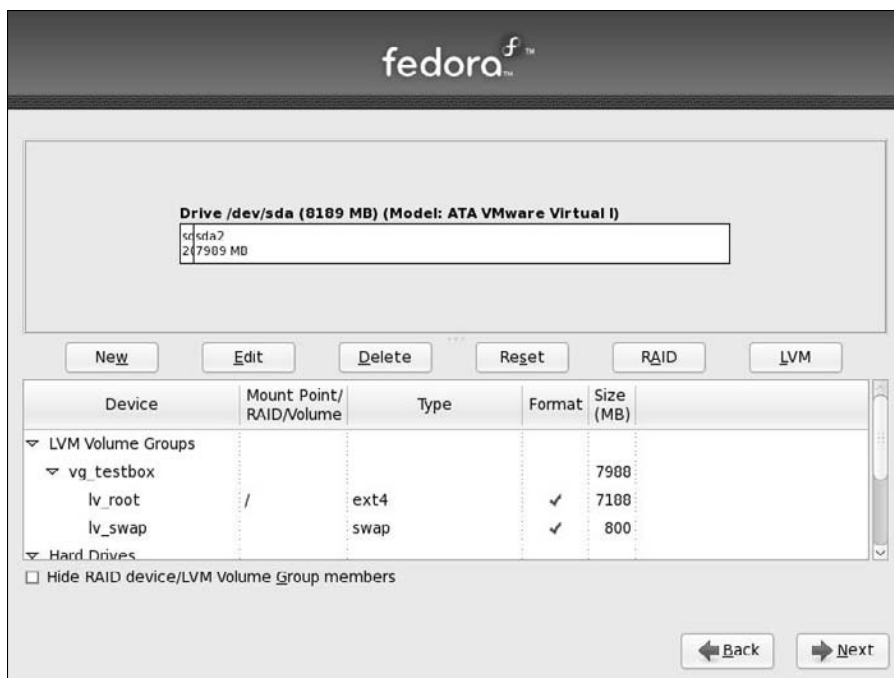 fedora™
Drive /dev/sda (8189 MB) (Model: ATA VMware Virtual I)
sda2
7989 MB
New Edit Delete Reset RAID LVM
Device Mount Point/ RAID/Volume Type Format Size (MB)
LVM Volume Groups
vg_testbox 7988
lv_root / ext4 ✓ 7188
lv_swap swap ✓ 800
Hard Drives
Hide RAID device/LVM Volume Group members
Back Next